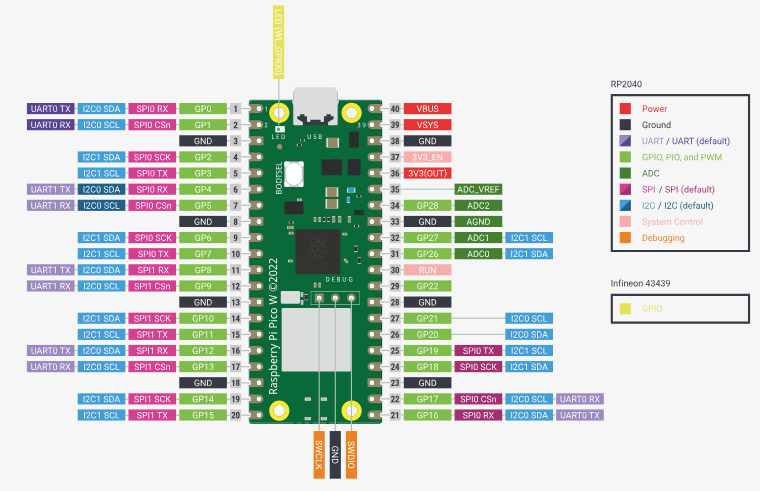 LED (WL_GPIO0)
UART0 TX I2C0 SDA SPI0 RX GP0 1
UART0 RX I2C0 SCL SPI0 CSn GP1 2
GND 3
I2C1 SDA SPI0 SCK GP2 4
I2C1 SCL SPI0 TX GP3 5
UART1 TX I2C0 SDA SPI0 RX GP4 6
UART1 RX I2C0 SCL SPI0 CSn GP5 7
GND 8
I2C1 SDA SPI0 SCK GP6 9
I2C1 SCL SPI0 TX GP7 10
UART1 TX I2C0 SDA SPI1 RX GP8 11
UART1 RX I2C0 SCL SPI1 CSn GP9 12
GND 13
I2C1 SDA SPI1 SCK GP10 14
I2C1 SCL SPI1 TX GP11 15
UART0 TX I2C0 SDA SPI1 RX GP12 16
UART0 RX I2C0 SCL SPI1 CSn GP13 17
GND 18
I2C1 SDA SPI1 SCK GP14 19
I2C1 SCL SPI1 TX GP15 20
2
39
LED
USB
BOOTSEL
DEBUG
Raspberry Pi Pico W ©2022
SWCLK
GND
SWDIO
40 VBUS
39 VSYS
38 GND
37 3V3_EN
36 3V3(OUT)
35 ADC_VREF
34 GP28 ADC2
33 GND AGND
32 GP27 ADC1 I2C1 SCL
31 GP26 ADC0 I2C1 SDA
30 RUN
29 GP22
28 GND
27 GP21 I2C0 SCL
26 GP20 I2C0 SDA
25 GP19 SPI0 TX I2C1 SCL
24 GP18 SPI0 SCK I2C1 SDA
23 GND
22 GP17 SPI0 CSn I2C0 SCL UART0 RX
21 GP16 SPI0 RX I2C0 SDA UART0 TX
RP2040
Power
Ground
UART / UART (default)
GPIO, PIO, and PWM
ADC
SPI / SPI (default)
I2C / I2C (default)
System Control
Debugging
Infineon 43439
GPIO